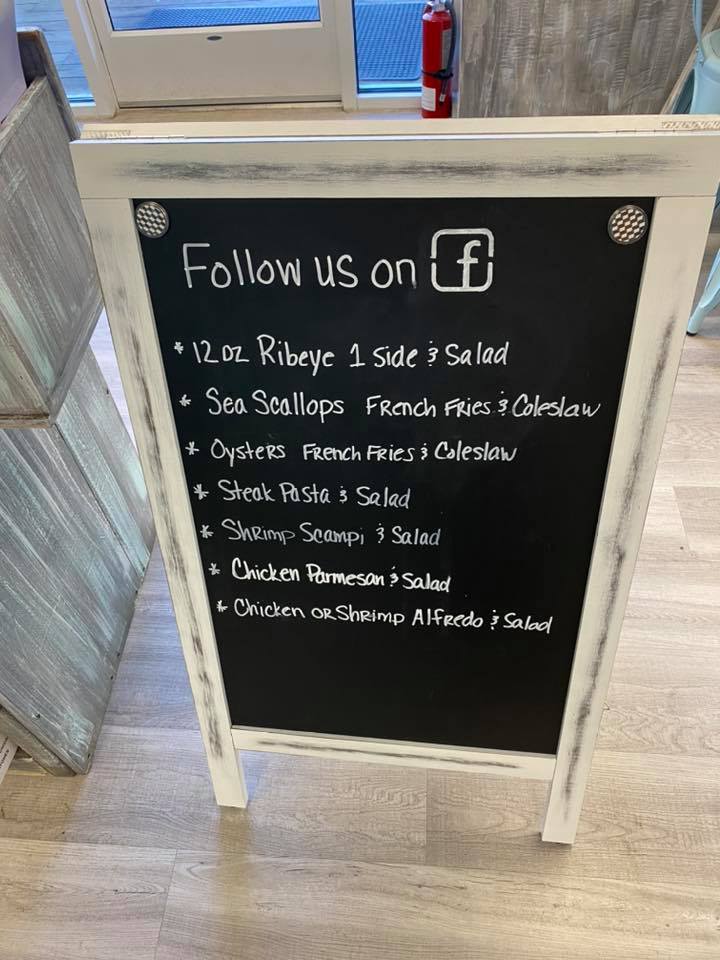 Follow us on f
* 12 oz Ribeye 1 Side & Salad
* Sea Scallops French Fries & Coleslaw
* Oysters French Fries & Coleslaw
* Steak Pasta & Salad
* Shrimp Scampi & Salad
* Chicken Parmesan & Salad
* Chicken or Shrimp Alfredo & Salad